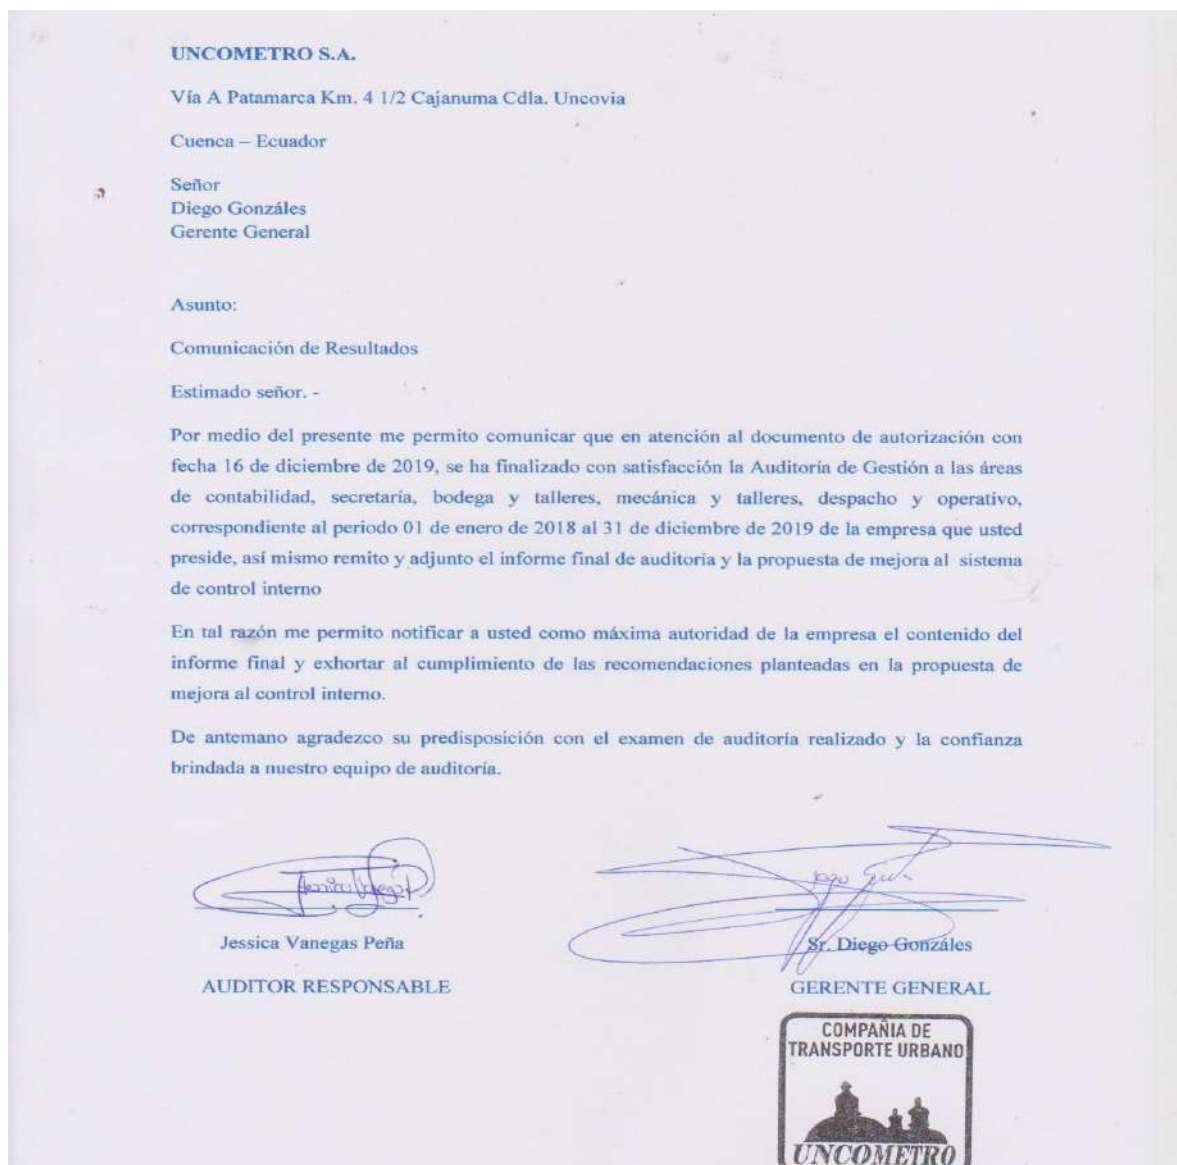 UNCOMETRO S.A.
Vía A Patamarca Km. 4 1/2 Cajanuma Cdla. Uncovia
Cuenca – Ecuador
Señor
Diego Gonzáles
Gerente General
Asunto:
Comunicación de Resultados
Estimado señor. -
Por medio del presente me permito comunicar que en atención al documento de autorización con
fecha 16 de diciembre de 2019, se ha finalizado con satisfacción la Auditoría de Gestión a las áreas
de contabilidad, secretaría, bodega y talleres, mecánica y talleres, despacho y operativo,
correspondiente al periodo 01 de enero de 2018 al 31 de diciembre de 2019 de la empresa que usted
preside, así mismo remito y adjunto el informe final de auditoría y la propuesta de mejora al sistema
de control interno
En tal razón me permito notificar a usted como máxima autoridad de la empresa el contenido del
informe final y exhortar al cumplimiento de las recomendaciones planteadas en la propuesta de
mejora al control interno.
De antemano agradezco su predisposición con el examen de auditoría realizado y la confianza
brindada a nuestro equipo de auditoría.
Jessica Vanegas Peña
AUDITOR RESPONSABLE
Sr. Diego Gonzáles
GERENTE GENERAL
COMPAÑIA DE
TRANSPORTE URBANO
UNCOMETRO